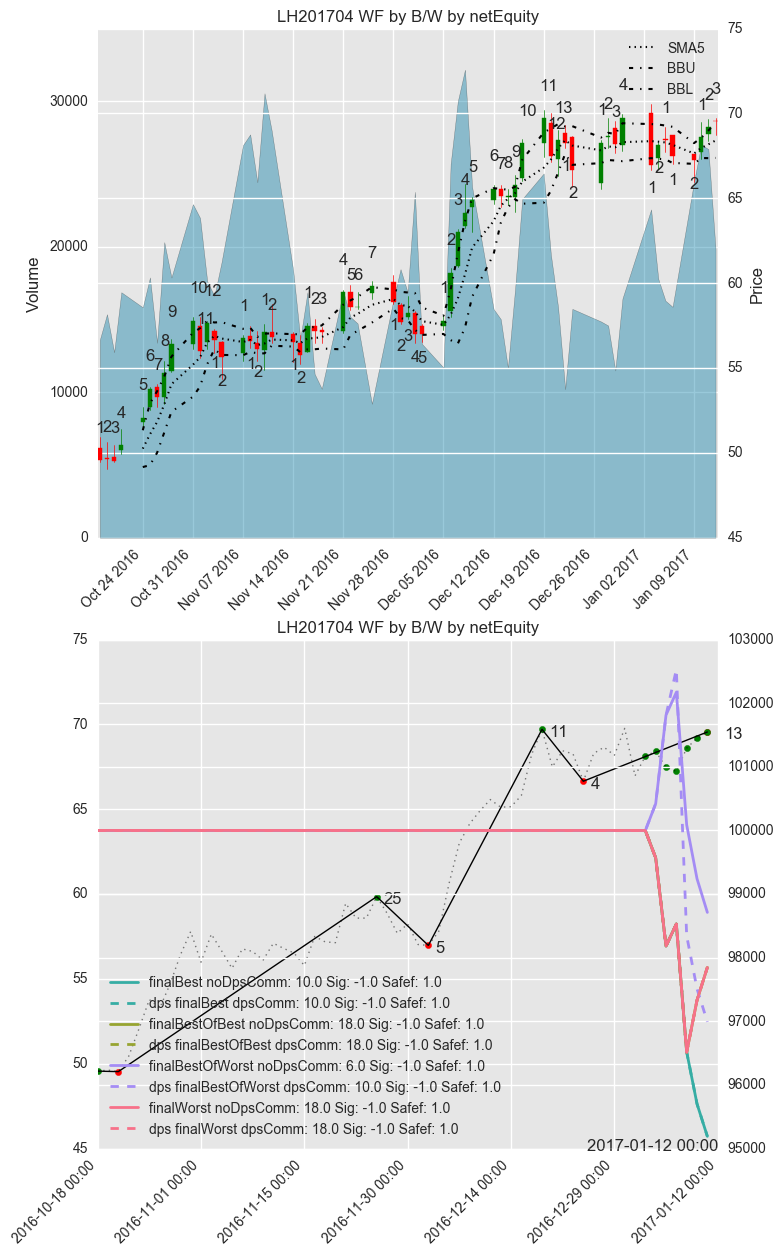 LH201704 WF by B/W by netEquity
SMA5
BBU
BBL
Volume
Price
30000
20000
10000
0
75
70
65
60
55
50
45
Oct 24 2016
Oct 31 2016
Nov 07 2016
Nov 14 2016
Nov 21 2016
Nov 28 2016
Dec 05 2016
Dec 12 2016
Dec 19 2016
Dec 26 2016
Jan 02 2017
Jan 09 2017
LH201704 WF by B/W by netEquity
75
70
65
60
55
50
45
103000
102000
101000
100000
99000
98000
97000
96000
95000
11
4
13
25
5
finalBest noDpsComm: 10.0 Sig: -1.0 Safef: 1.0
dps finalBest dpsComm: 10.0 Sig: -1.0 Safef: 1.0
finalBestOfBest noDpsComm: 18.0 Sig: -1.0 Safef: 1.0
dps finalBestOfBest dpsComm: 18.0 Sig: -1.0 Safef: 1.0
finalBestOfWorst noDpsComm: 6.0 Sig: -1.0 Safef: 1.0
dps finalBestOfWorst dpsComm: 10.0 Sig: -1.0 Safef: 1.0
finalWorst noDpsComm: 18.0 Sig: -1.0 Safef: 1.0
dps finalWorst dpsComm: 18.0 Sig: -1.0 Safef: 1.0
2017-01-12 00:00
2016-10-18 00:00
2016-11-01 00:00
2016-11-15 00:00
2016-11-30 00:00
2016-12-14 00:00
2016-12-29 00:00
2017-01-12 00:00